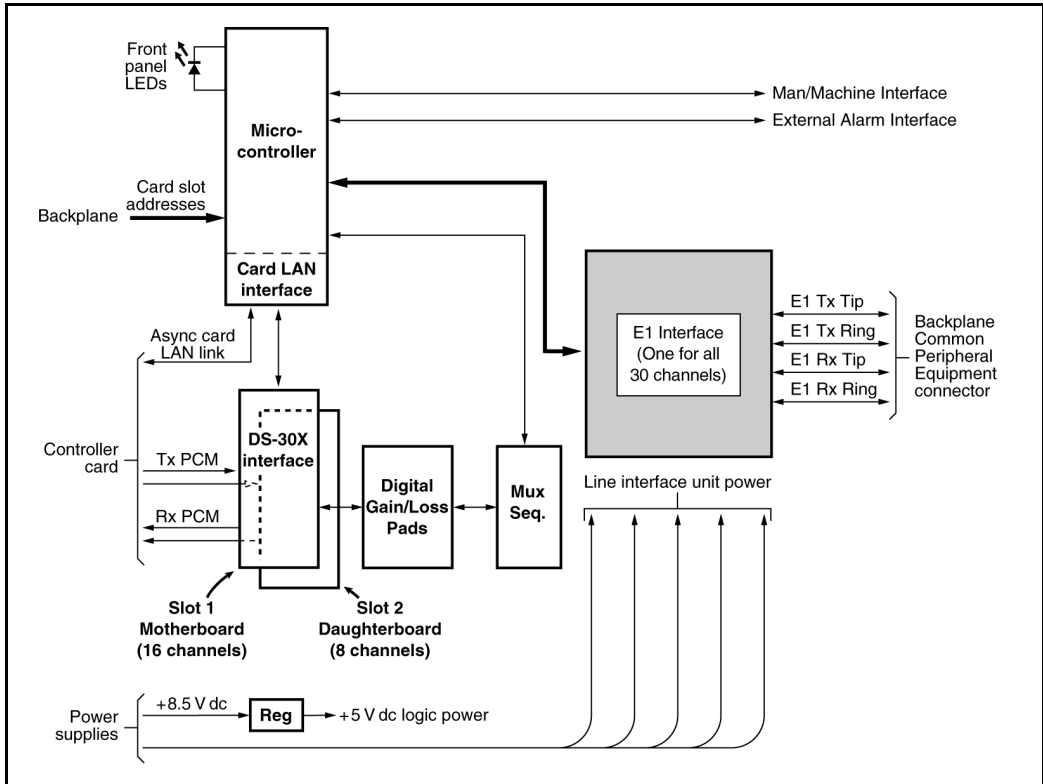 Front
panel
LEDs
Micro-
controller
Man/Machine Interface
External Alarm Interface
Card slot
addresses
Backplane
Card LAN
interface
Async card
LAN link
E1 Interface
(One for all
30 channels)
E1 Tx Tip
E1 Tx Ring
E1 Rx Tip
E1 Rx Ring
Backplane
Common
Peripheral
Equipment
connector
Controller
card
Tx PCM
Rx PCM
DS-30X
interface
Digital
Gain/Loss
Pads
Mux
Seq.
Line interface unit power
Slot 1
Motherboard
(16 channels)
Slot 2
Daughterboard
(8 channels)
Power
supplies
+8.5 V dc
Reg
+5 V dc logic power